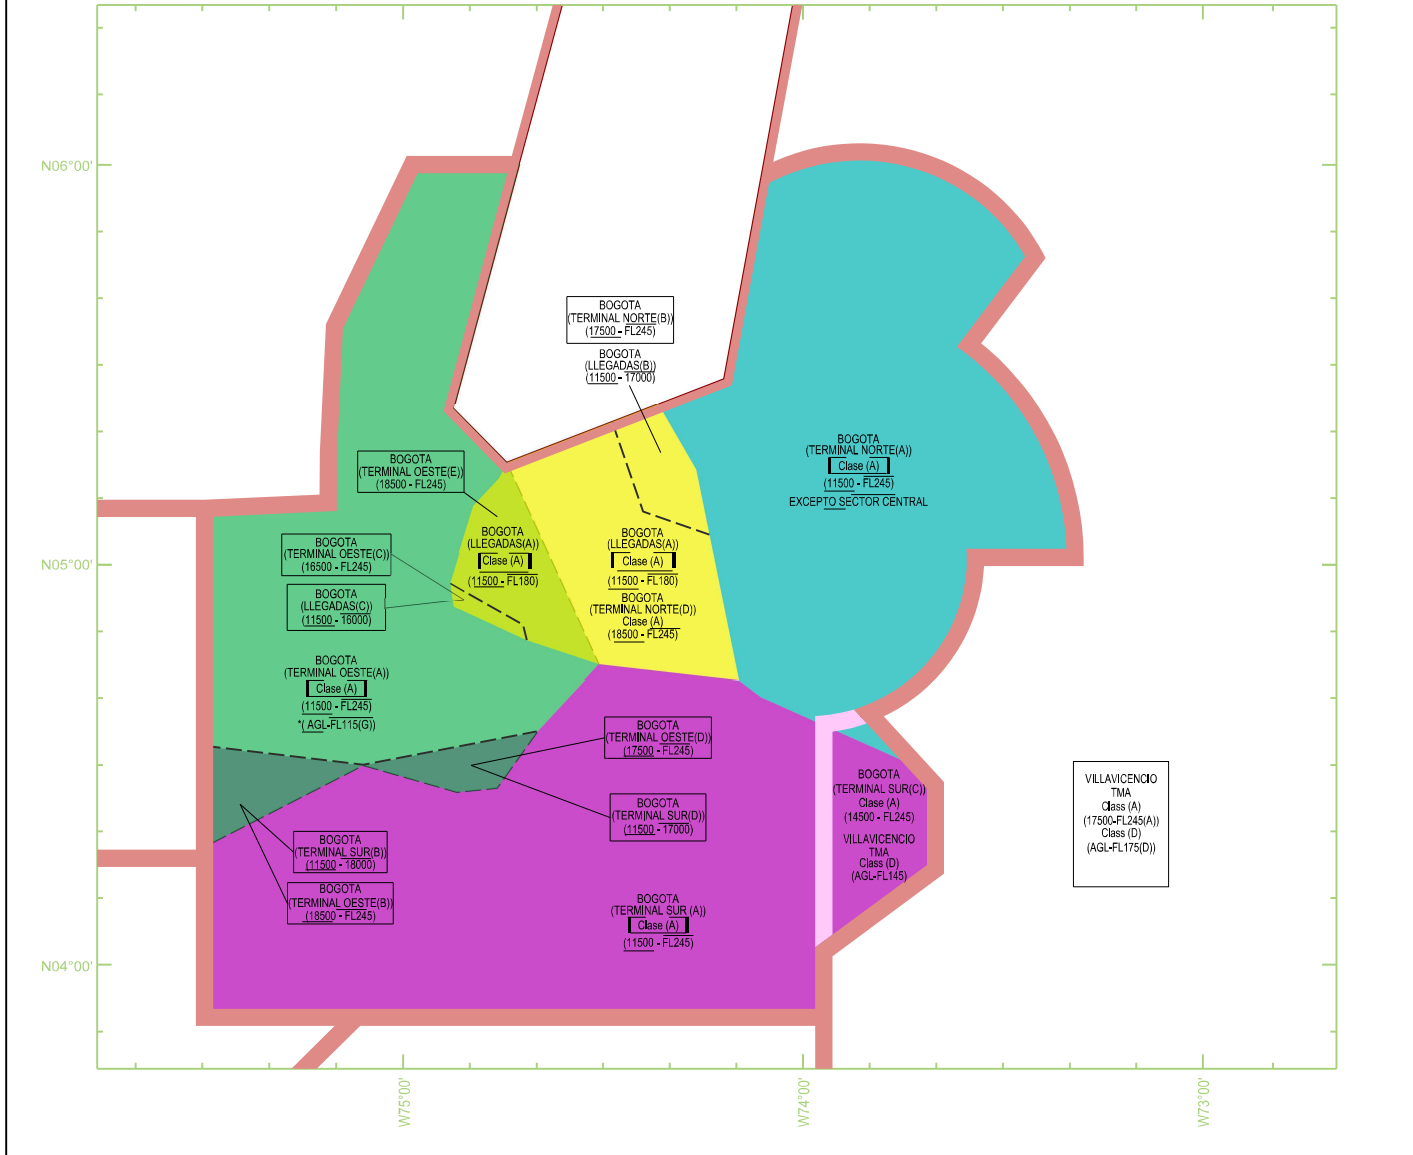 N06°00'
BOGOTA
(TERMINAL NORTE(B))
(17500 - FL245)
BOGOTA
(LLEGADAS(B))
(11500 - 17000)
BOGOTA
(TERMINAL NORTE(A))
Clase (A)
(11500 - FL245)
EXCEPTO SECTOR CENTRAL
BOGOTA
(TERMINAL OESTE(E))
(18500 - FL245)
BOGOTA
(LLEGADAS(A))
Clase (A)
(11500 - FL180)
BOGOTA
(LLEGADAS(A))
Clase (A)
(11500 - FL180)
BOGOTA
(TERMINAL NORTE(D))
Clase (A)
(18500 - FL245)
BOGOTA
(TERMINAL OESTE(C))
(16500 - FL245)
N05°00'
BOGOTA
(LLEGADAS(C))
(11500 - 16000)
BOGOTA
(TERMINAL OESTE(A))
Clase (A)
(11500 - FL245)
*( AGL-FL115(G))
BOGOTA
(TERMINAL OESTE(D))
(17500 - FL245)
BOGOTA
(TERMINAL SUR(D))
(11500 - 17000)
BOGOTA
(TERMINAL SUR(C))
Clase (A)
(14500 - FL245)
VILLAVICENCIO
TMA
Class (D)
(AGL-FL145)
VILLAVICENCIO
TMA
Class (A)
(17500-FL245(A))
Class (D)
(AGL-FL175(D))
BOGOTA
(TERMINAL SUR(B))
(11500 - 18000)
BOGOTA
(TERMINAL OESTE(B))
(18500 - FL245)
BOGOTA
(TERMINAL SUR (A))
Clase (A)
(11500 - FL245)
N04°00'
W75°00'
W74°00'
W73°00'